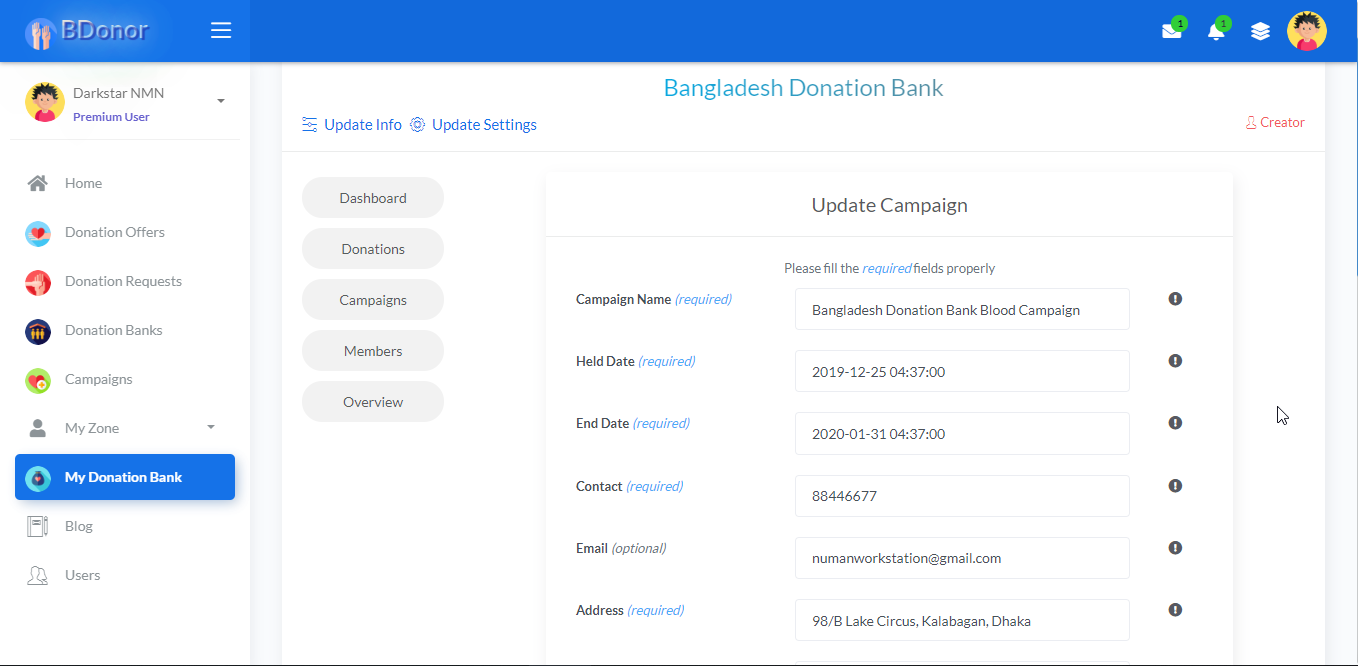 BDonor
1
1
Darkstar NMN
Premium User
Home
Donation Offers
Donation Requests
Donation Banks
Campaigns
My Zone
My Donation Bank
Blog
Users
Bangladesh Donation Bank
Update Info Update Settings
Creator
Dashboard
Donations
Campaigns
Members
Overview
Update Campaign
Please fill the required fields properly
Campaign Name (required) Bangladesh Donation Bank Blood Campaign
Held Date (required) 2019-12-25 04:37:00
End Date (required) 2020-01-31 04:37:00
Contact (required) 88446677
Email (optional) numanworkstation@gmail.com
Address (required) 98/B Lake Circus, Kalabagan, Dhaka